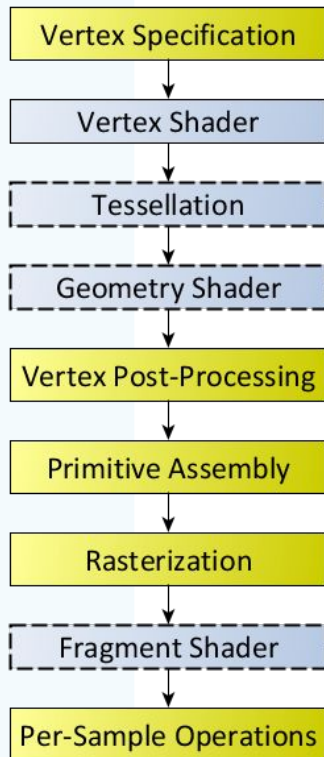 Vertex Specification
Vertex Shader
Tessellation
Geometry Shader
Vertex Post-Processing
Primitive Assembly
Rasterization
Fragment Shader
Per-Sample Operations